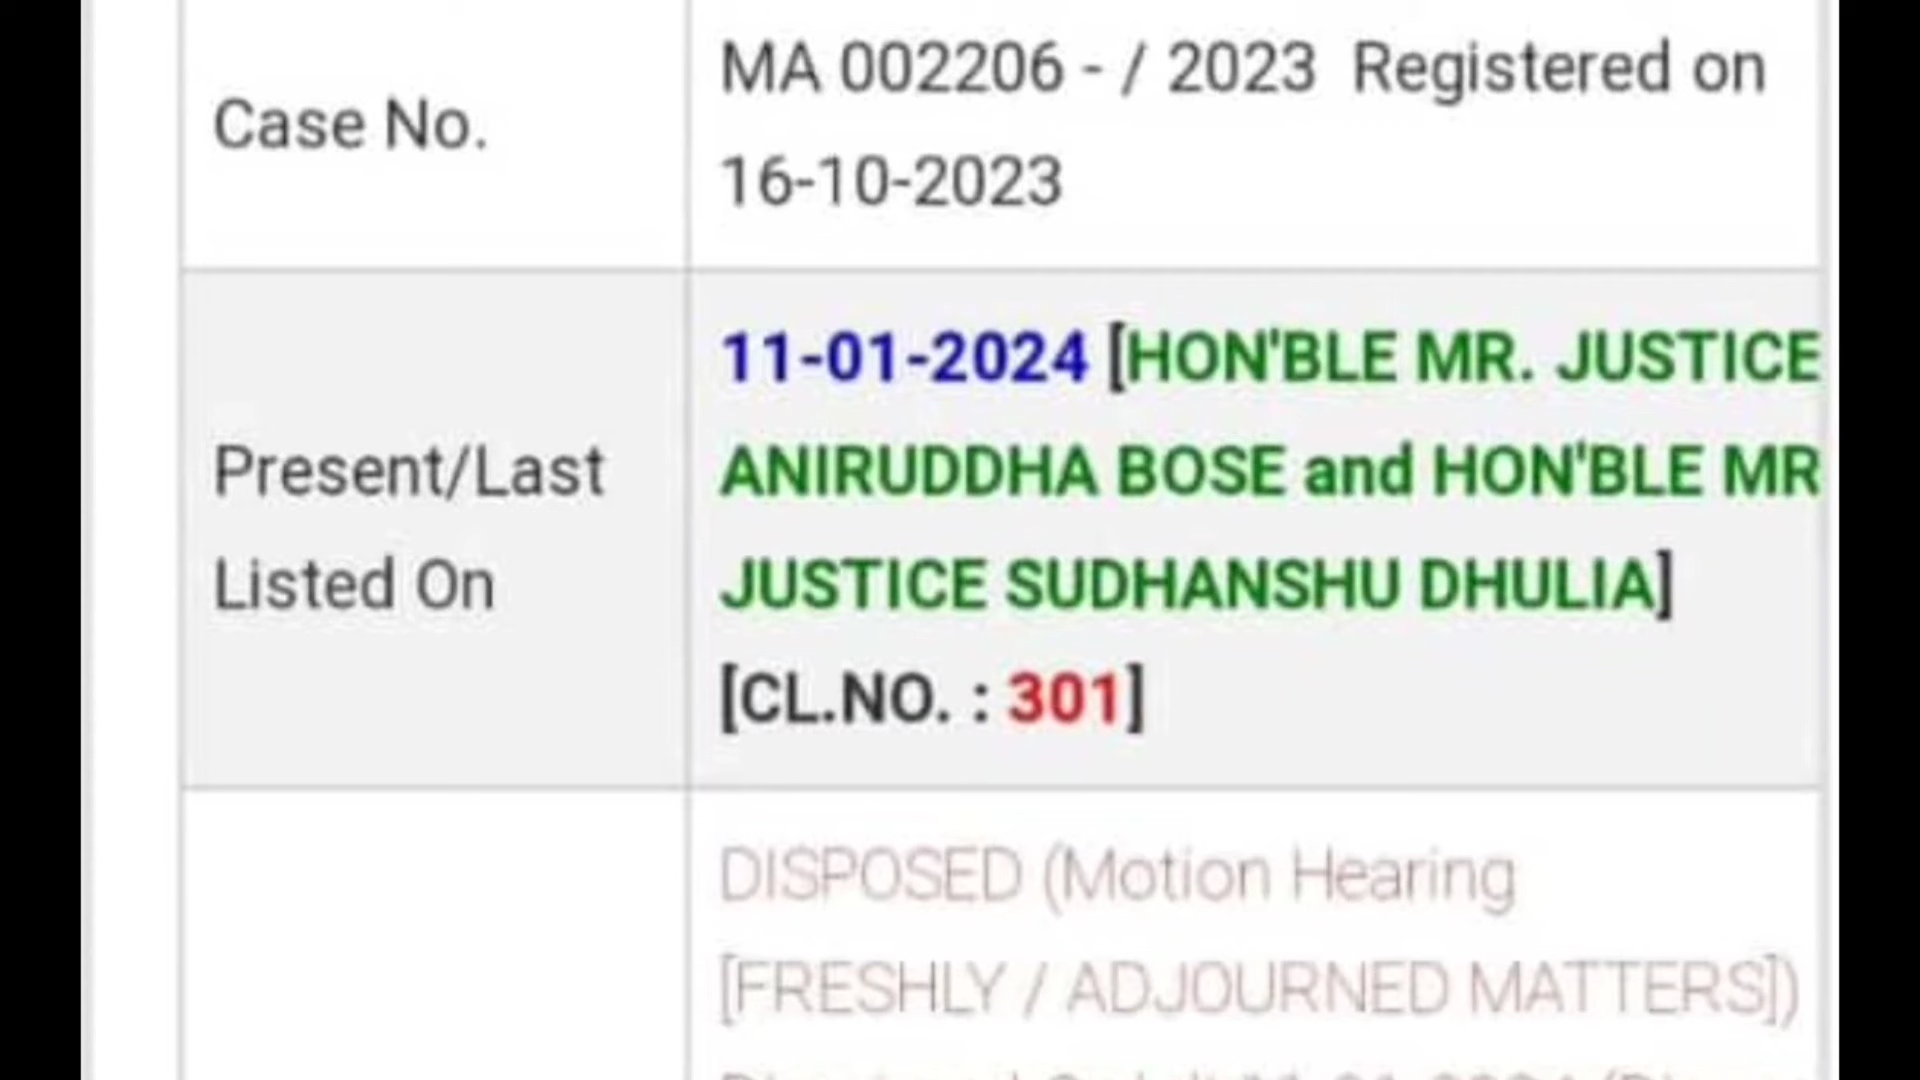 Case No.
MA 002206 - / 2023 Registered on
16-10-2023
Present/Last
Listed On
11-01-2024 [HON'BLE MR. JUSTICE
ANIRUDDHA BOSE and HON'BLE MR
JUSTICE SUDHANSHU DHULIA]
[CL.NO. : 301]
DISPOSED (Motion Hearing
[FRESHLY / ADJOURNED MATTERS])